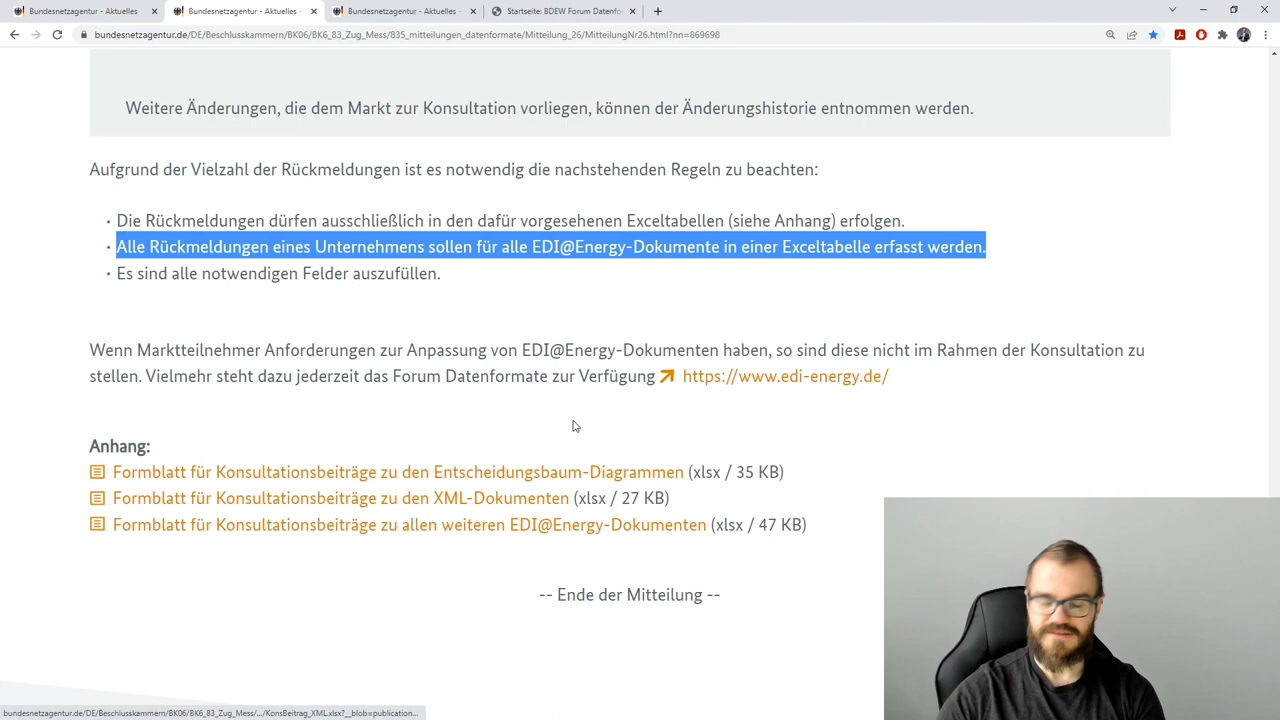 Bundesnetzagentur - Aktuelles
Bundesnetzagentur - Aktuelles -
Bundesnetzagentur - Aktuelles -
Startseite: BDEW Forum Datenfo
bundesnetzagentur.de/DE/Beschlusskammern/BK06/BK6_83_Zug_Mess/835_mitteilungen_datenformate/Mitteilung_26/MitteilungNr26.html?nn=869698
Weitere Änderungen, die dem Markt zur Konsultation vorliegen, können der Änderungshistorie entnommen werden.
Aufgrund der Vielzahl der Rückmeldungen ist es notwendig die nachstehenden Regeln zu beachten:
• Die Rückmeldungen dürfen ausschließlich in den dafür vorgesehenen Exceltabellen (siehe Anhang) erfolgen.
• Alle Rückmeldungen eines Unternehmens sollen für alle EDI@Energy-Dokumente in einer Exceltabelle erfasst werden.
• Es sind alle notwendigen Felder auszufüllen.
Wenn Marktteilnehmer Anforderungen zur Anpassung von EDI@Energy-Dokumenten haben, so sind diese nicht im Rahmen der Konsultation zu
stellen. Vielmehr steht dazu jederzeit das Forum Datenformate zur Verfügung https://www.edi-energy.de/
Anhang:
Formblatt für Konsultationsbeiträge zu den Entscheidungsbaum-Diagrammen (xlsx / 35 KB)
Formblatt für Konsultationsbeiträge zu den XML-Dokumenten (xlsx / 27 KB)
Formblatt für Konsultationsbeiträge zu allen weiteren EDI@Energy-Dokumenten (xlsx / 47 KB)
-- Ende der Mitteilung --
bundesnetzagentur.de/DE/Beschlusskammern/BK06/BK6_83_Zug_Mess/.../KonsBeitrag_XML.xlsx?__blob=publication...